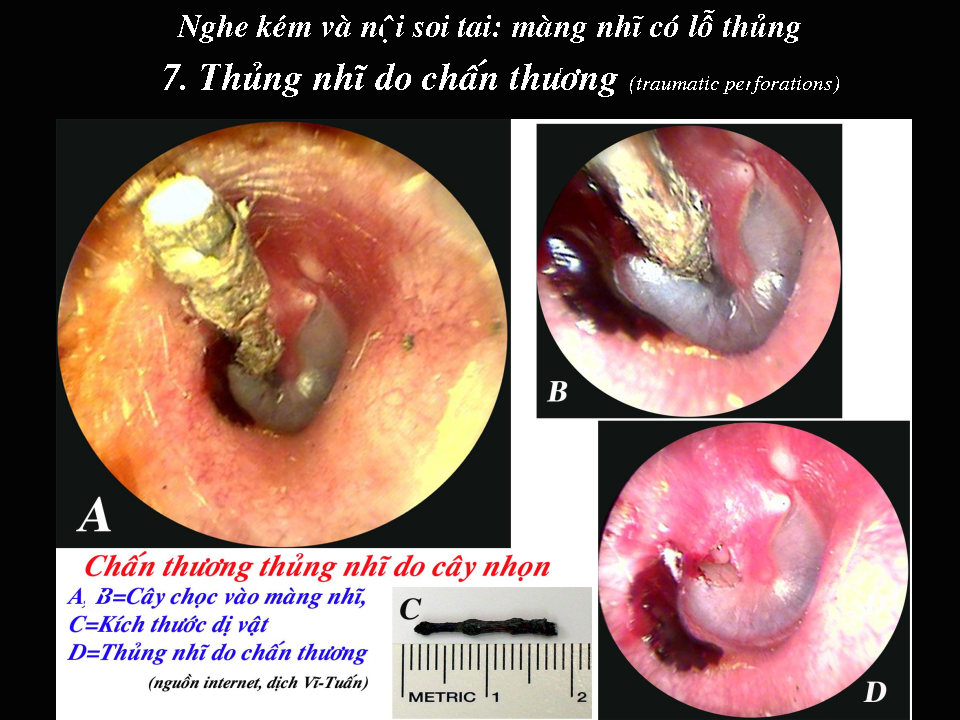 Nghe kém và nội soi tai: màng nhĩ có lỗ thủng
7. Thủng nhĩ do chấn thương (traumatic perforations)
A
B
Chấn thương thủng nhĩ do cây nhọn
A, B=Cây chọc vào màng nhĩ,
C=Kích thước dị vật
D=Thủng nhĩ do chấn thương
(nguồn internet, dịch Vĩ-Tuấn)
C
METRIC 1 2
D